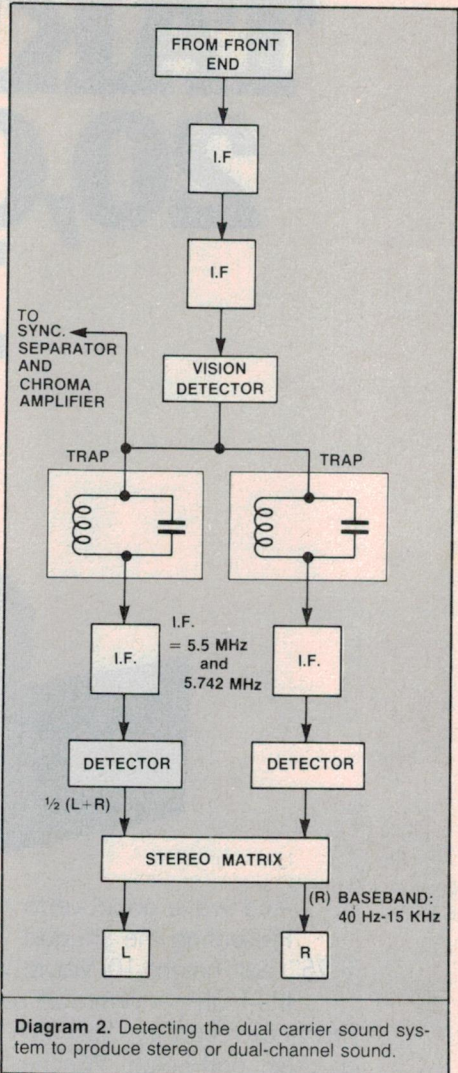 FROM FRONT
END
I.F
I.F
TO
SYNC.
SEPARATOR
AND
CHROMA
AMPLIFIER
VISION
DETECTOR
TRAP
TRAP
I.F.
I.F.
= 5.5 MHz
and
5.742 MHz
I.F.
DETECTOR
DETECTOR
½ (L+R)
STEREO MATRIX
(R) BASEBAND:
40 Hz-15 KHz
L
R
Diagram 2. Detecting the dual carrier sound sys-
tem to produce stereo or dual-channel sound.